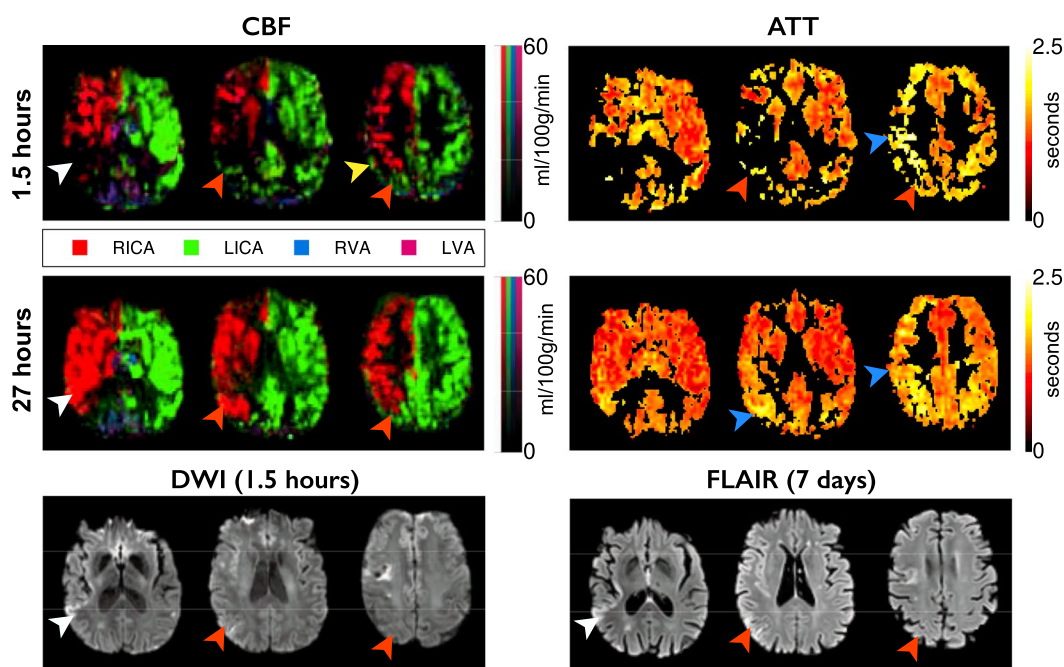 CBF
ATT
1.5 hours
60
ml/100g/min
0
2.5
seconds
0
RICA LICA RVA LVA
27 hours
60
ml/100g/min
0
2.5
seconds
0
DWI (1.5 hours)
FLAIR (7 days)